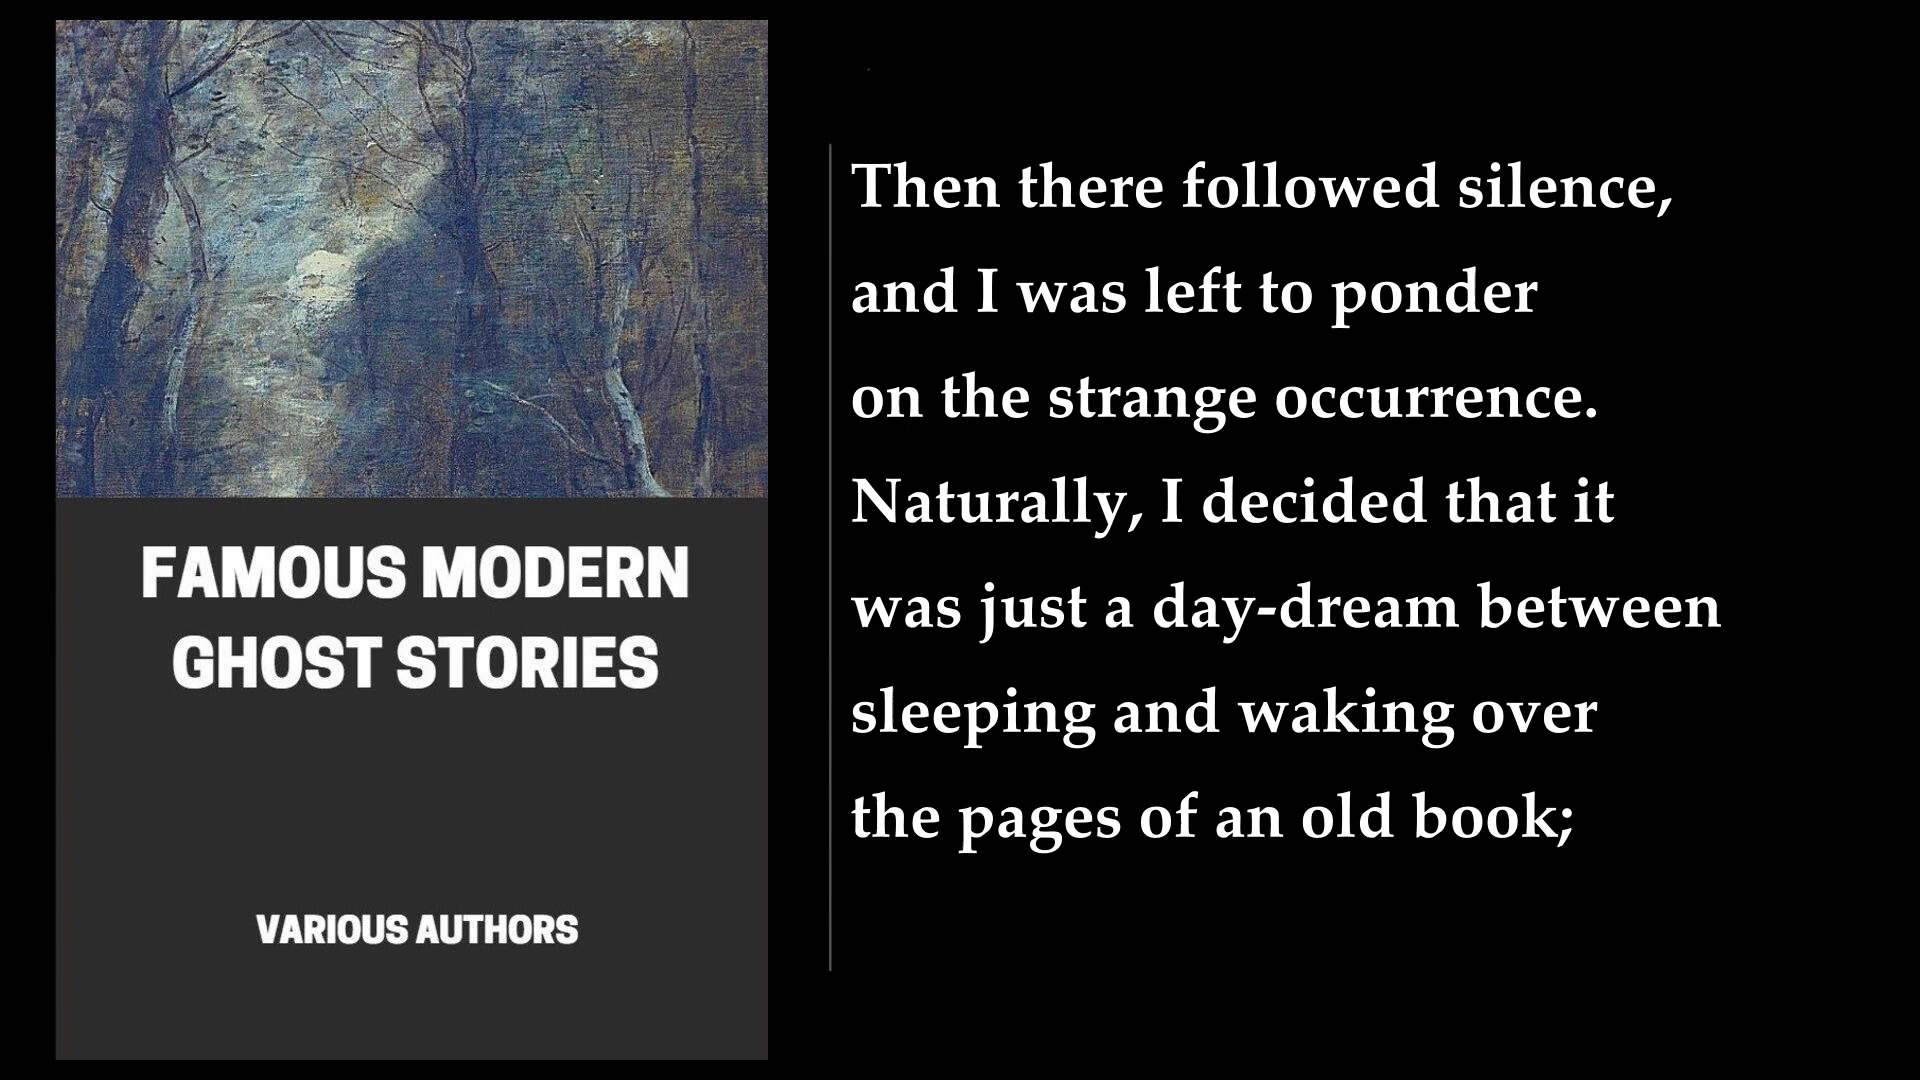 FAMOUS MODERN
GHOST STORIES
VARIOUS AUTHORS
Then there followed silence,
and I was left to ponder
on the strange occurrence.
Naturally, I decided that it
was just a day-dream between
sleeping and waking over
the pages of an old book;